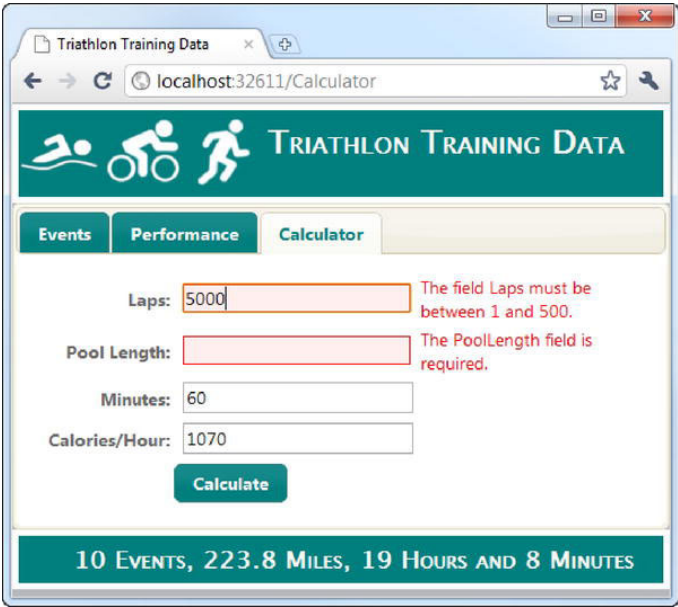 Triathlon Training Data
localhost:32611/Calculator
TRIATHLON TRAINING DATA
Events Performance Calculator
Laps: 5000 The field Laps must be
between 1 and 500.
Pool Length: The PoolLength field is
required.
Minutes: 60
Calories/Hour: 1070
Calculate
10 EVENTS, 223.8 MILES, 19 HOURS AND 8 MINUTES